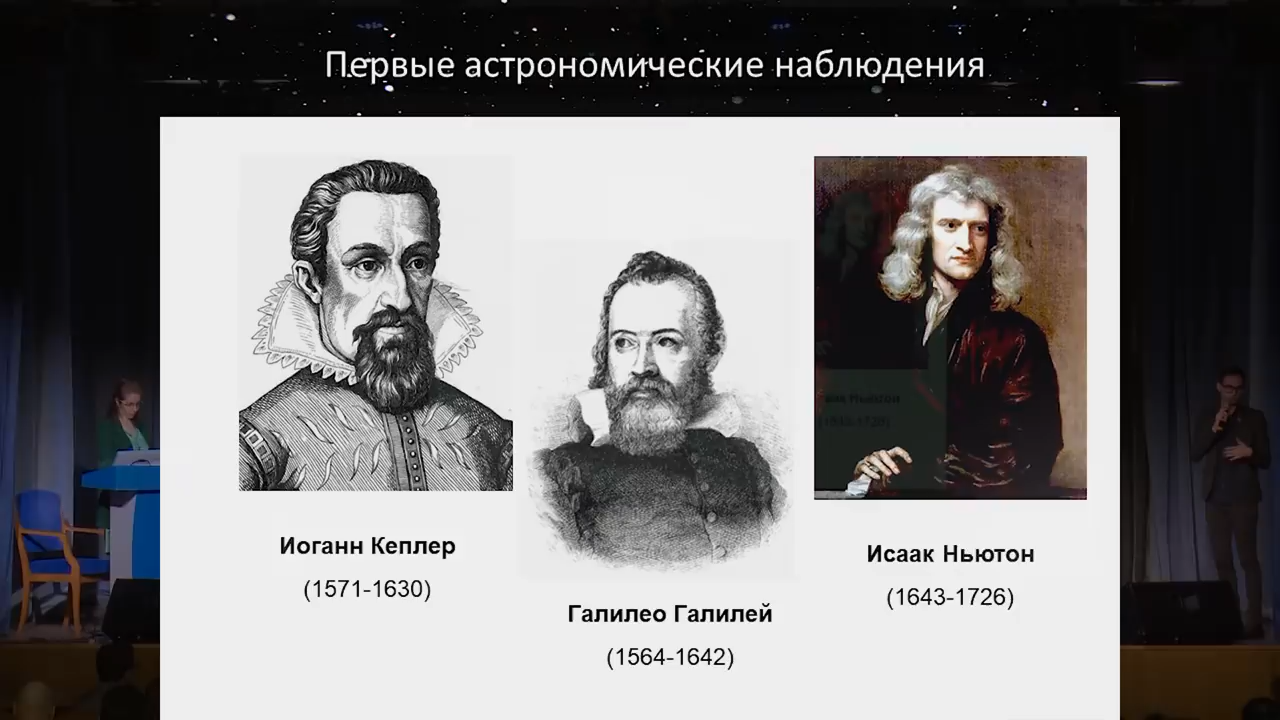 Первые астрономические наблюдения
Иоганн Кеплер
(1571-1630)
Галилео Галилей
(1564-1642)
Исаак Ньютон
(1643-1726)